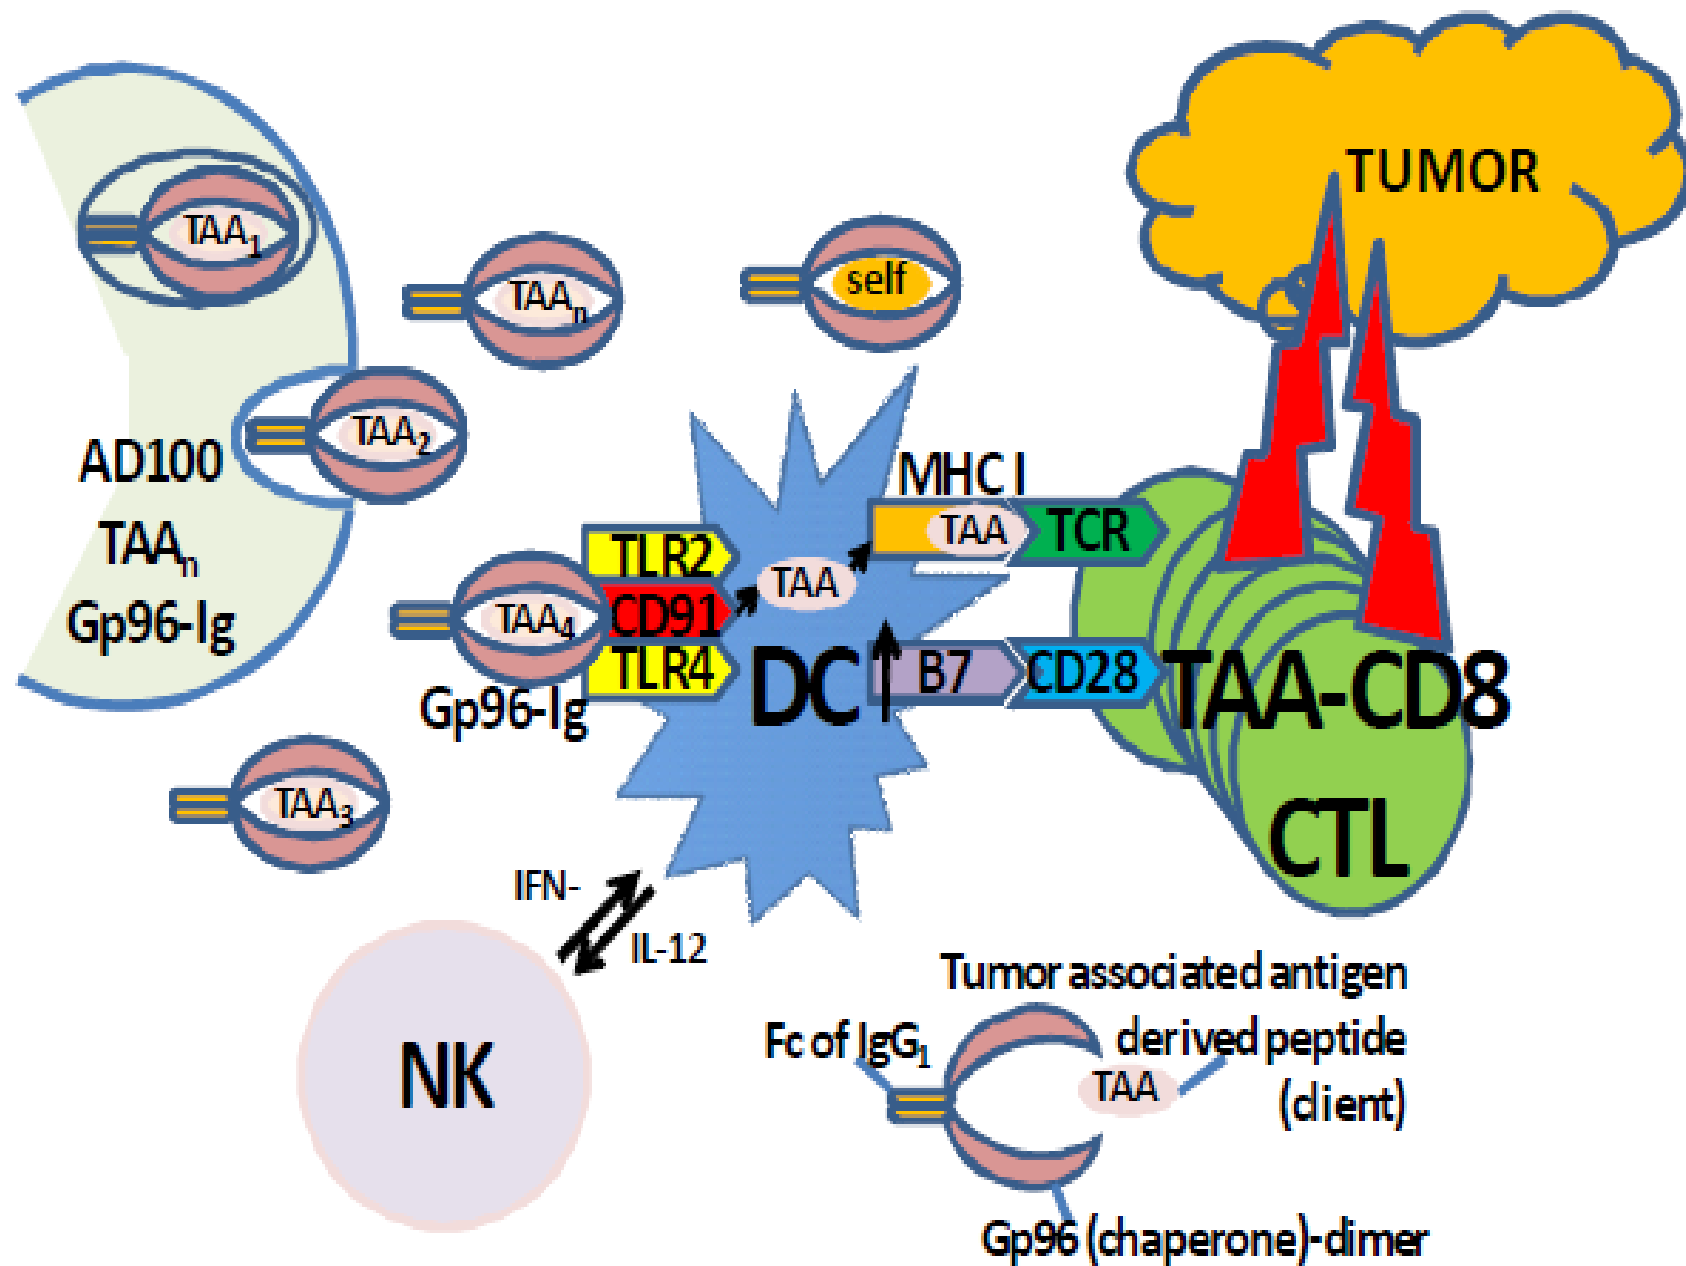 TUMOR
TAA1
TAAn
self
TAA2
AD100
TAAn
Gp96-Ig
MHC I
TAA
TCR
TLR2
CD91
TLR4
TAA4
Gp96-Ig
TAA
DC
B7
CD28
TAA-CD8
CTL
TAA3
IFN-
IL-12
NK
Tumor associated antigen
derived peptide
(client)
Fc of IgG1
TAA
Gp96 (chaperone)-dimer